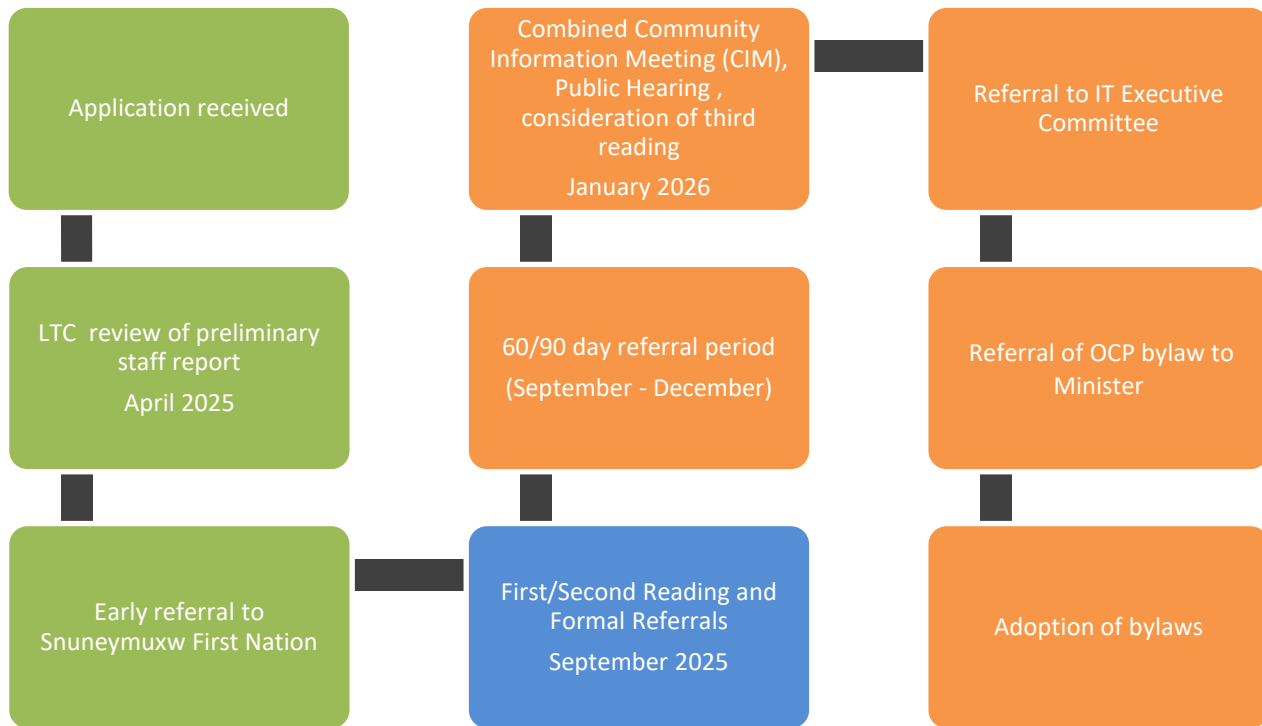 Application received
LTC  review of preliminary
staff report
April 2025
Early referral to
Snuneymuxw First Nation
First/Second Reading and
Formal Referrals
September 2025
60/90 day referral period
(September - December)
Combined Community
Information Meeting (CIM),
Public Hearing ,
consideration of third
reading
January 2026
Referral to IT Executive
Committee
Referral of OCP bylaw to
Minister
Adoption of bylaws